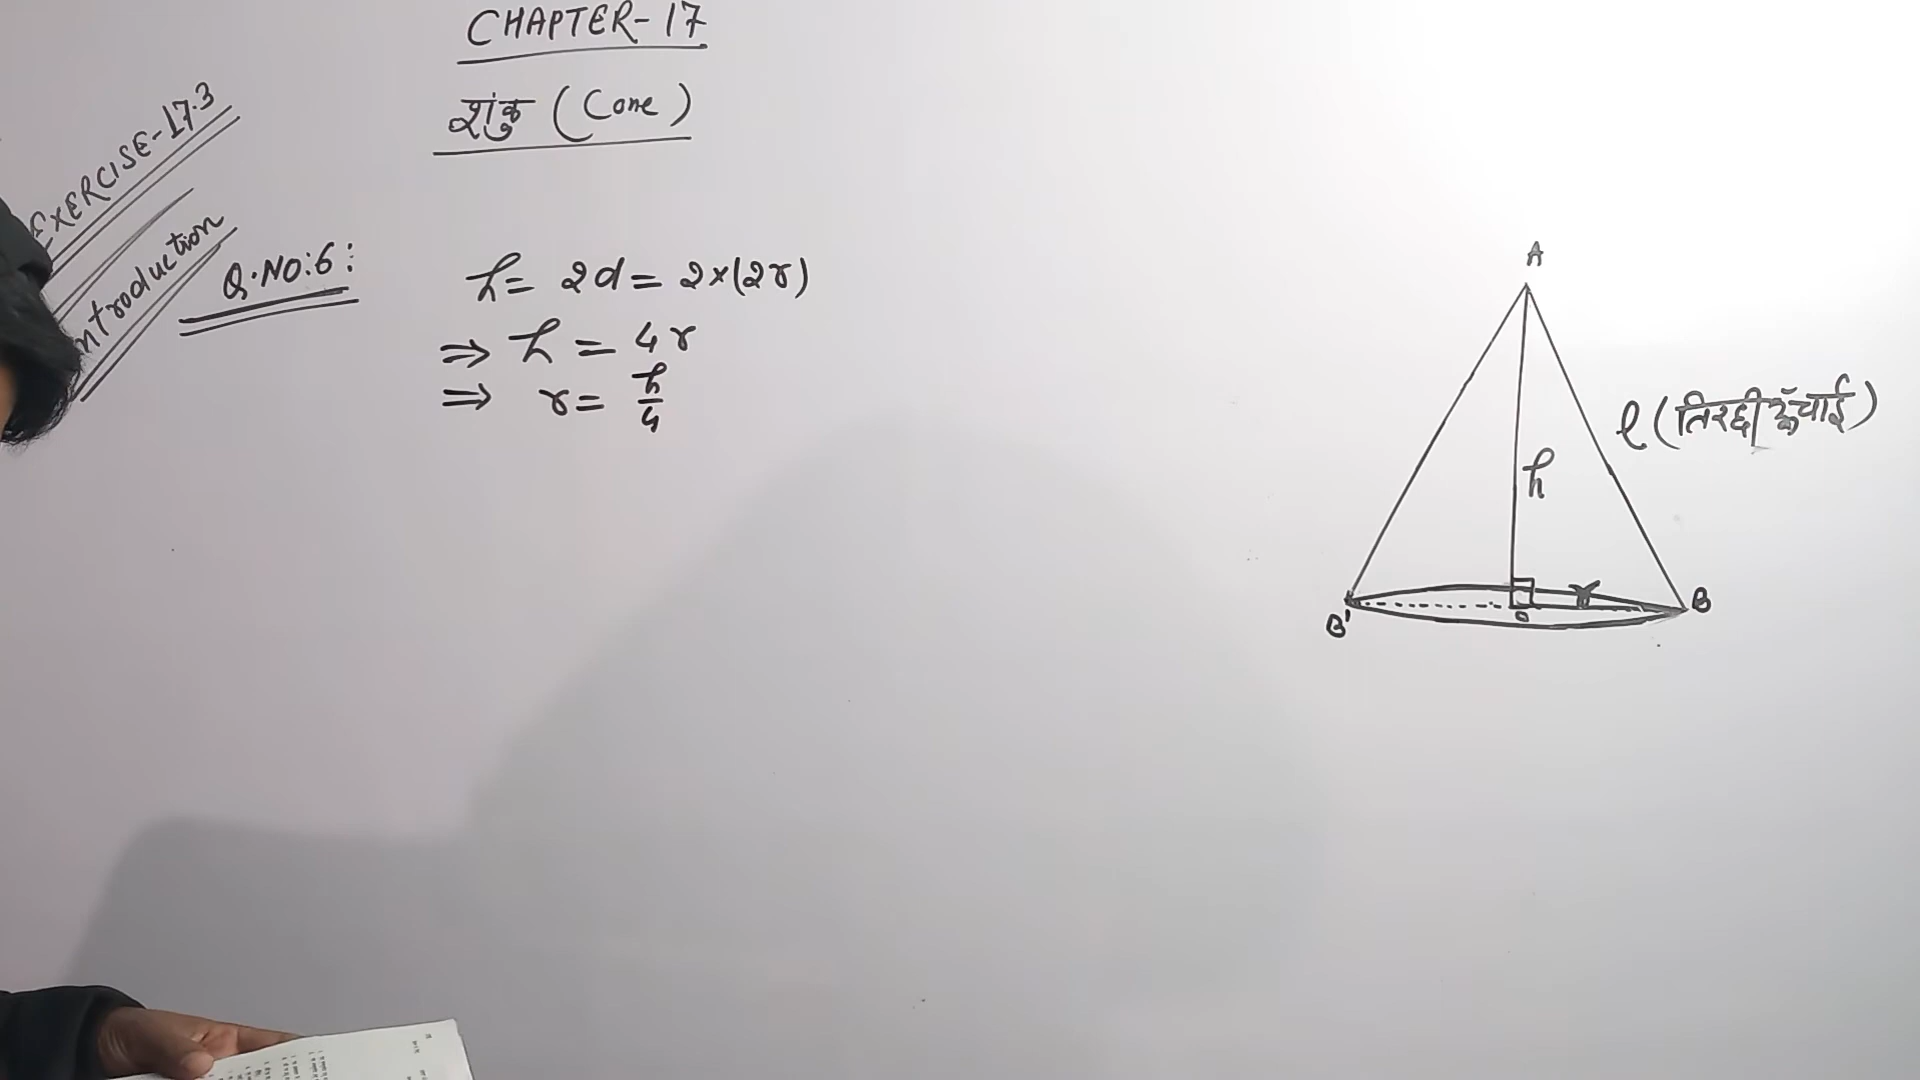 CHAPTER-17
शंकु (Cone)
EXERCISE-17.3
Introduction
Q.NO:6:
h = 2d = 2×(2r)
⇒ h = 4r
⇒ r = h/4
A
l (तिरछी ऊँचाई)
h
r
B'
O
B